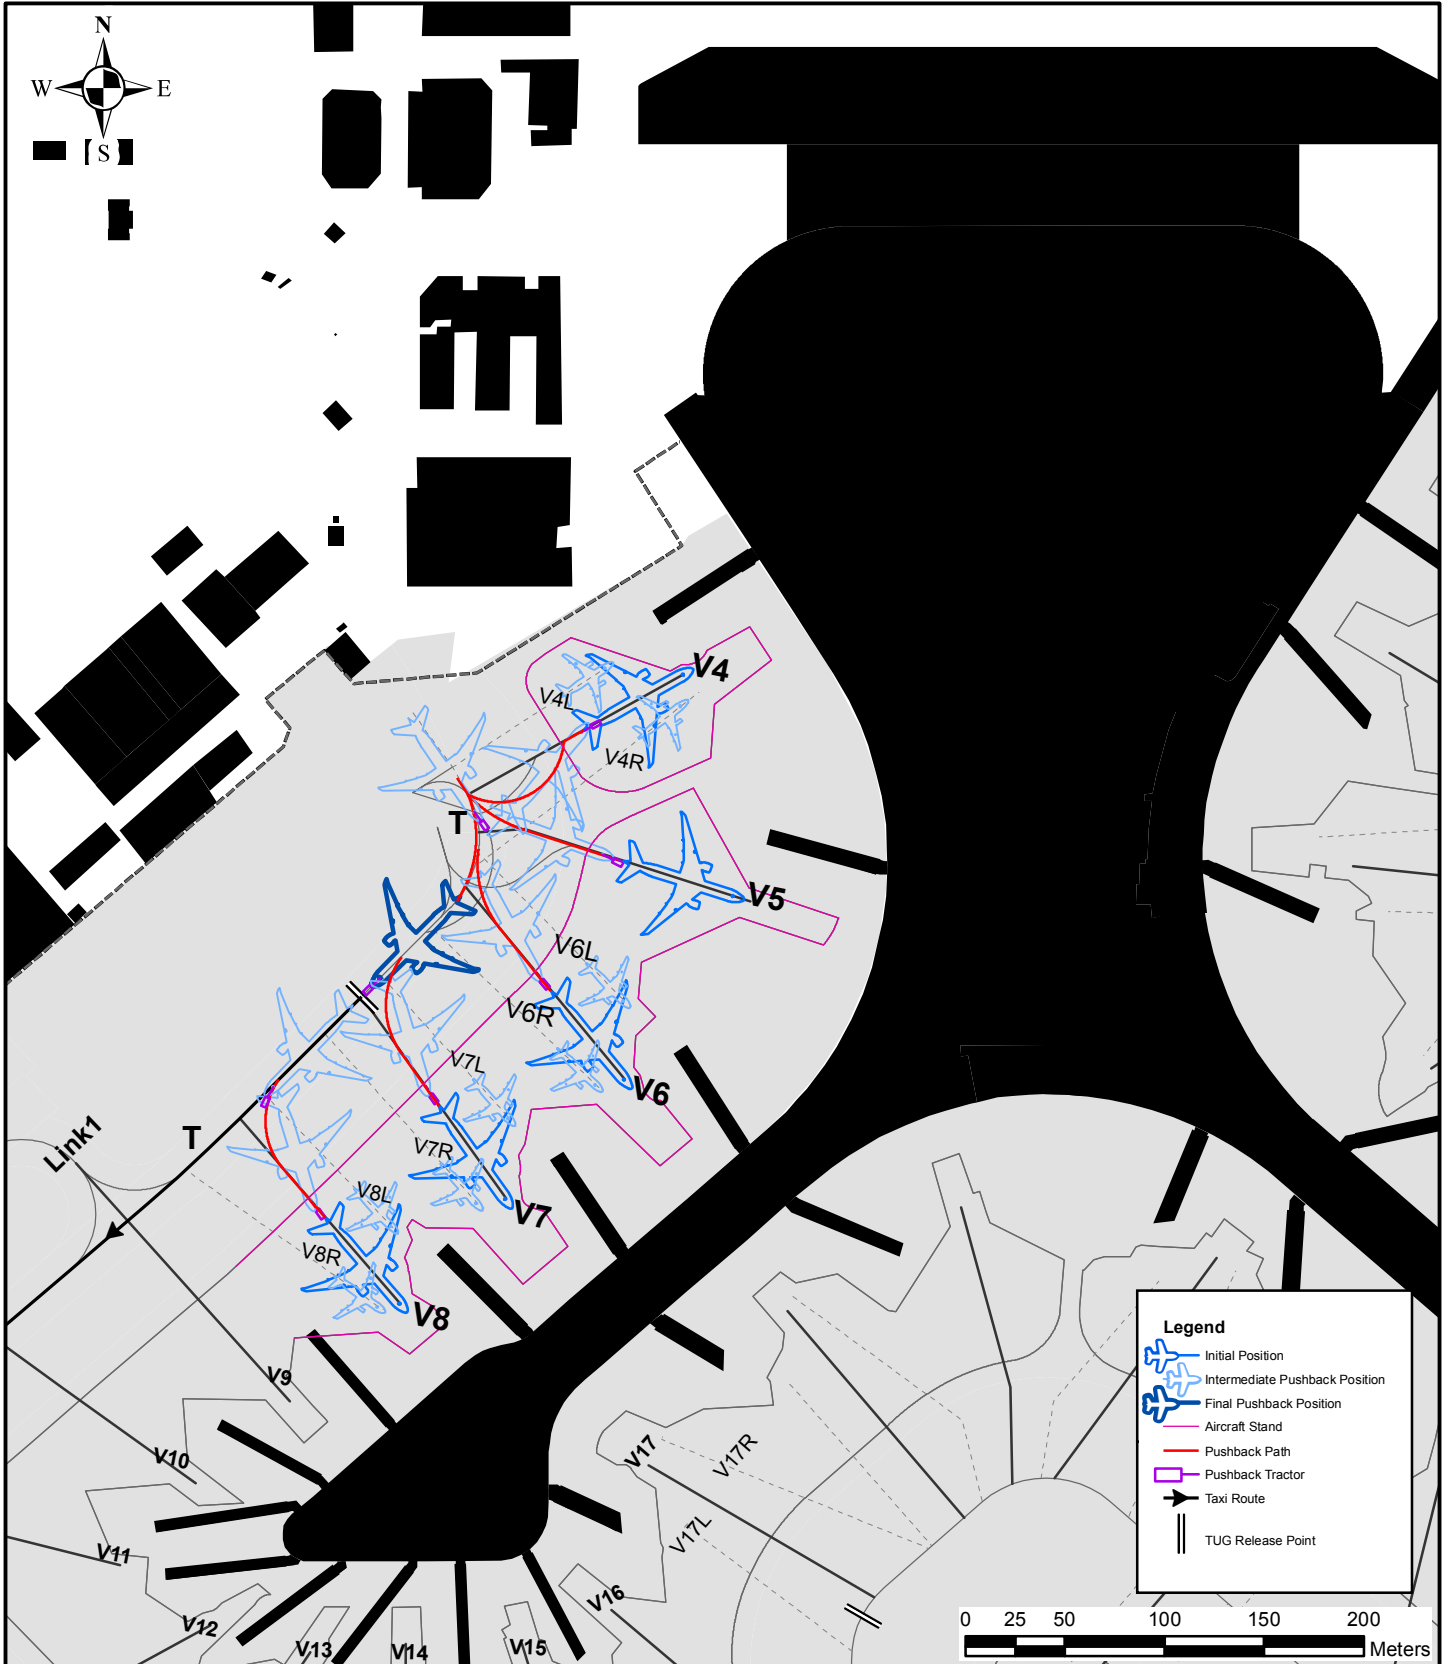 N
W E
S
V4
V4L
V4R
T
V5
V6L
V6R
V6
V7L
V7R
V7
Link1
T
V8L
V8R
V8
V9
V10
V11
V12
V13
V14
V15
V16
V17
V17R
V17L
Legend
Initial Position
Intermediate Pushback Position
Final Pushback Position
Aircraft Stand
Pushback Path
Pushback Tractor
Taxi Route
TUG Release Point
0 25 50 100 150 200
Meters